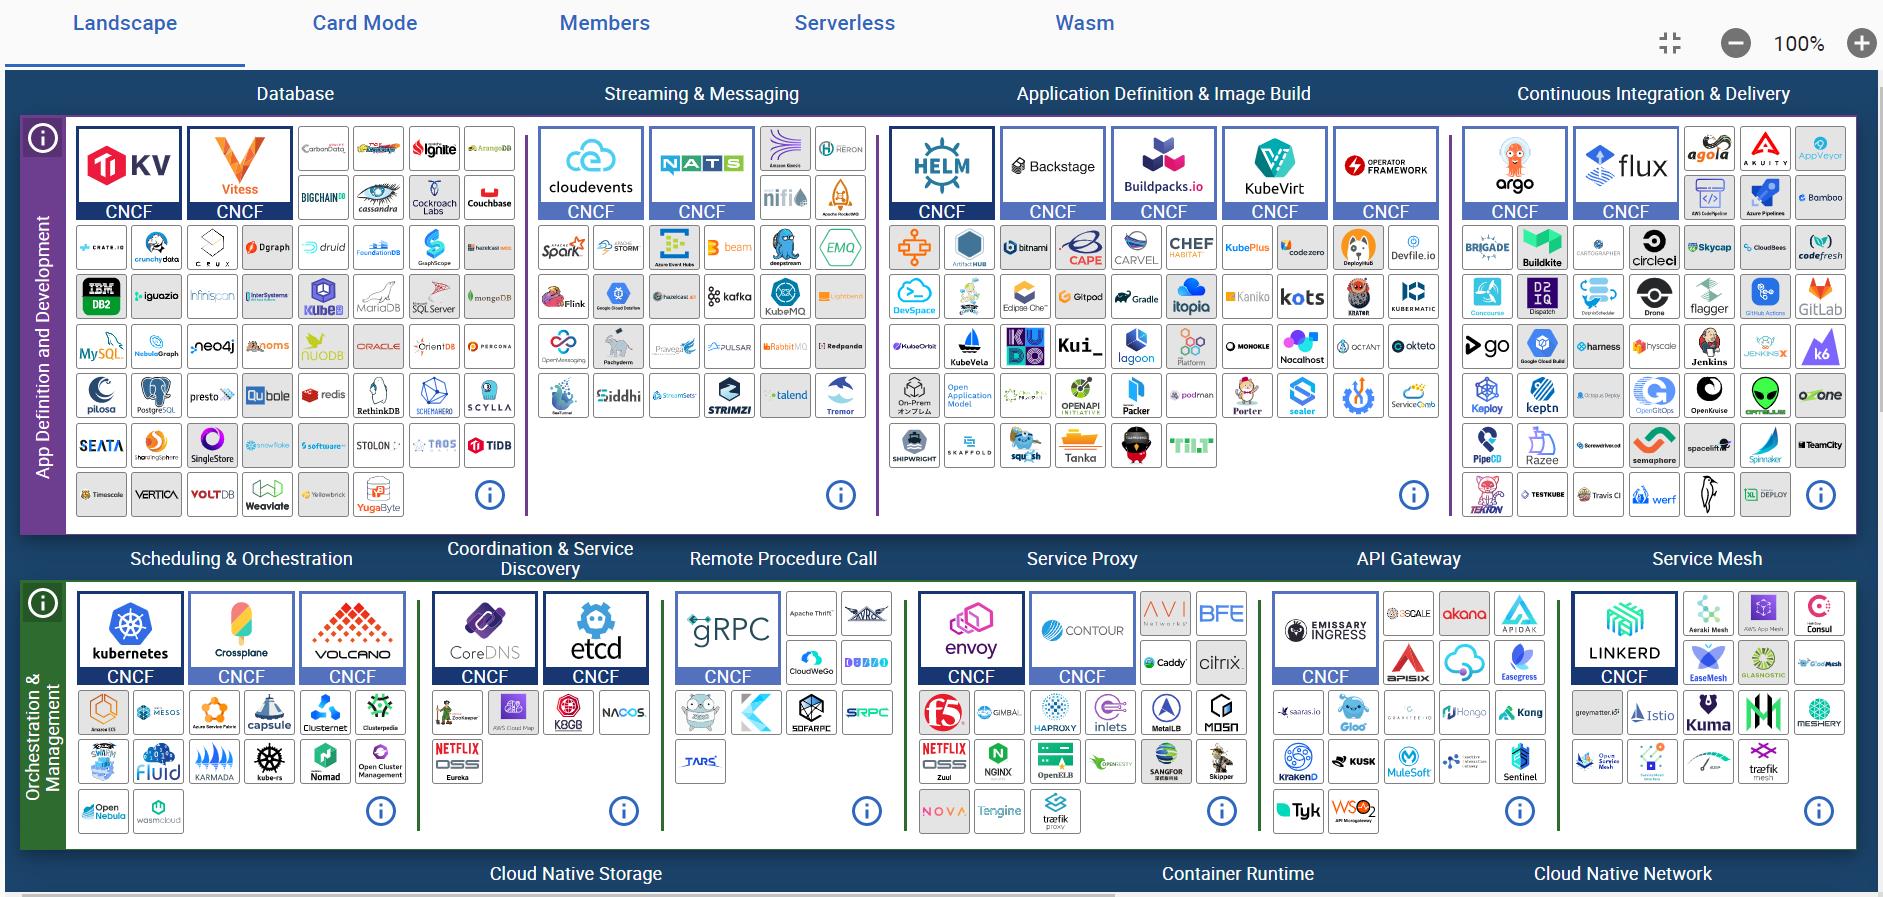 Landscape
Card Mode
Members
Serverless
Wasm
100%
Database
Streaming & Messaging
Application Definition & Image Build
Continuous Integration & Delivery
App Definition and Development
KV
CNCF
Vitess
CNCF
CarbonData
Ignite
ArangoDB
BIGCHAINDB
cassandra
Cockroach Labs
Couchbase
CRATE.IO
crunchydata
CRUX
Dgraph
druid
FoundationDB
GraphScope
hazelcast IMDG
IBM DB2
iguazio
Infinispan
InterSystems
KubeDB
MariaDB
SQL Server
mongoDB
MySQL
NebulaGraph
neo4j
noms
NUODB
ORACLE
OrientDB
PERCONA
pilosa
PostgreSQL
presto
Qubole
redis
RethinkDB
SCHEMAHERO
SCYLLA
SEATA
ShardingSphere
SingleStore
snowflake
software
STOLON
TAOS
TiDB
Timescale
VERTICA
VOLTDB
Weaviate
Yellowbrick
YugaByte
cloudevents
CNCF
NATS
CNCF
Amazon Kinesis
HERON
nifi
Apache RocketMQ
Spark
STORM
Azure Event Hubs
beam
deepstream
EMQ
Flink
Google Cloud Dataflow
hazelcast JET
kafka
KubeMQ
Lightbend
OpenMessaging
Pachyderm
Pravega
PULSAR
RabbitMQ
Redpanda
SeaTunnel
Siddhi
StreamSets
STRIMZI
talend
Tremor
HELM
CNCF
Backstage
CNCF
Buildpacks.io
CNCF
KubeVirt
CNCF
OPERATOR FRAMEWORK
CNCF
Artifact HUB
bitnami
CAPE
CARVEL
CHEF HABITAT
KubePlus
codezero
DeployHub
Devfile.io
DevSpace
Eclipse Che
Gitpod
Gradle
itopia
Kaniko
kots
KRATOR
KUBERMATIC
KubeOrbit
KubeVela
KUDO
Kui_
lagoon
Platform
MONOKLE
Nocalhost
OCTANT
okteto
On-Prem オンプレム
Open Application Model
OPENAPI INITIATIVE
Packer
podman
Porter
sealer
ServiceComb
SHIPWRIGHT
SKAFFOLD
squash
Tanka
TILT
argo
CNCF
flux
CNCF
agola
AKUITY
AppVeyor
AWS CodePipeline
Azure Pipelines
Bamboo
BRIGADE
Buildkite
CARTOGRAPHER
circleci
Skycap
CloudBees
codefresh
Concourse
D2 IQ Dispatch
Drone
flagger
GitHub Actions
GitLab
go
Google Cloud Build
harness
hyscale
Jenkins
JENKINS X
k6
Keploy
keptn
Octopus Deploy
OpenGitOps
OpenKruise
ozone
PipeCD
Razee
Screwdriver.cd
semaphore
spacelift
Spinnaker
TeamCity
TEKTON
TESTKUBE
Travis CI
werf
XL DEPLOY
Scheduling & Orchestration
Coordination & Service Discovery
Remote Procedure Call
Service Proxy
API Gateway
Service Mesh
Orchestration & Management
kubernetes
CNCF
Crossplane
CNCF
VOLCANO
CNCF
Amazon ECS
MESOS
Azure Service Fabric
capsule
Clusternet
Clusterpedia
SWARM
fluid
KARMADA
kube-rs
Nomad
Open Cluster Management
Open Nebula
wasmcloud
CoreDNS
CNCF
etcd
CNCF
ZooKeeper
AWS Cloud Map
K8GB
NACOS.
NETFLIX OSS Eureka
gRPC
CNCF
Apache Thrift
AVRO
CloudWeGo
DUBBO
SOFARPC
SRPC
TARS
envoy
CNCF
CONTOUR
CNCF
AVI Networks
BFE
Caddy
citrix
f5
GIMBAL
HAPROXY
inlets
MetalLB
MOSN
NETFLIX OSS Zuul
NGINX
OpenELB
OPENRESTY
SANGFOR
Skipper
NOVA
Tengine
træfik proxy
EMISSARY INGRESS
CNCF
3SCALE
akana
APIOAK
APISIX
Easegress
saaras.io
Gloo
GRAVITEE.IO
Hango
Kong
KrakenD
KUSK
MuleSoft
Sentinel
Tyk
WSO2 API Microgateway
LINKERD
CNCF
Aeraki Mesh
AWS App Mesh
Consul
EaseMesh
GLASNOSTIC
GlooMesh
greymatter.io
Istio
Kuma
MESHERY
Open Service Mesh
træfik mesh
Cloud Native Storage
Container Runtime
Cloud Native Network